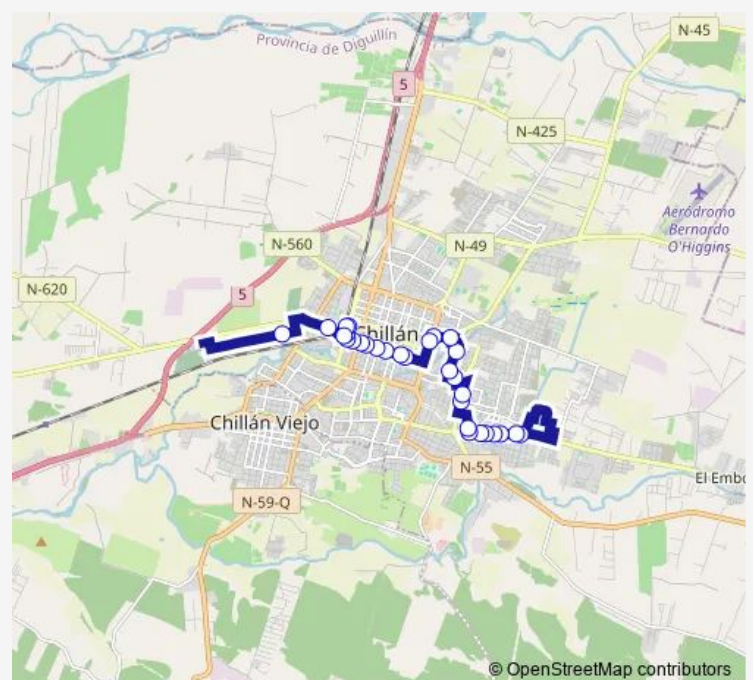 N-45
Provincia de Diguillín
5
N-425
Aeródromo
Bernardo
O'Higgins
N-560
N-49
N-620
5
Chillán
Chillán Viejo
N-55
El Embo
N-59-Q
© OpenStreetMap contributors